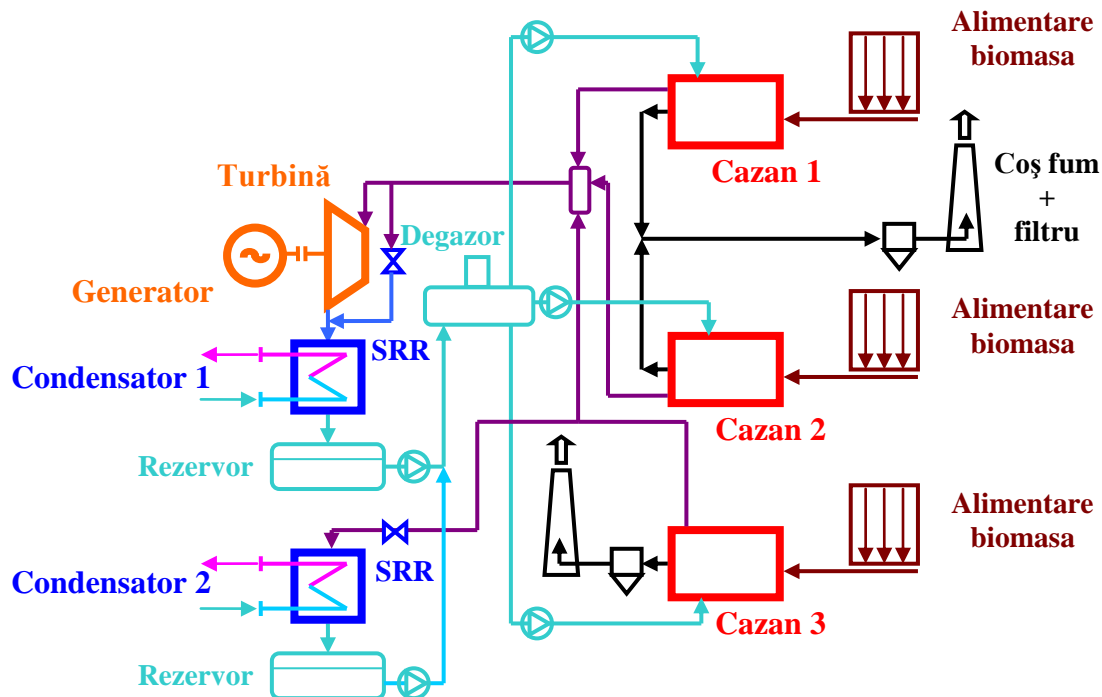 Alimentare
biomasa
Cazan 1
Coş fum
+
filtru
Turbină
Degazor
Generator
SRR
Condensator 1
Alimentare
biomasa
Cazan 2
Rezervor
Alimentare
biomasa
SRR
Condensator 2
Cazan 3
Rezervor